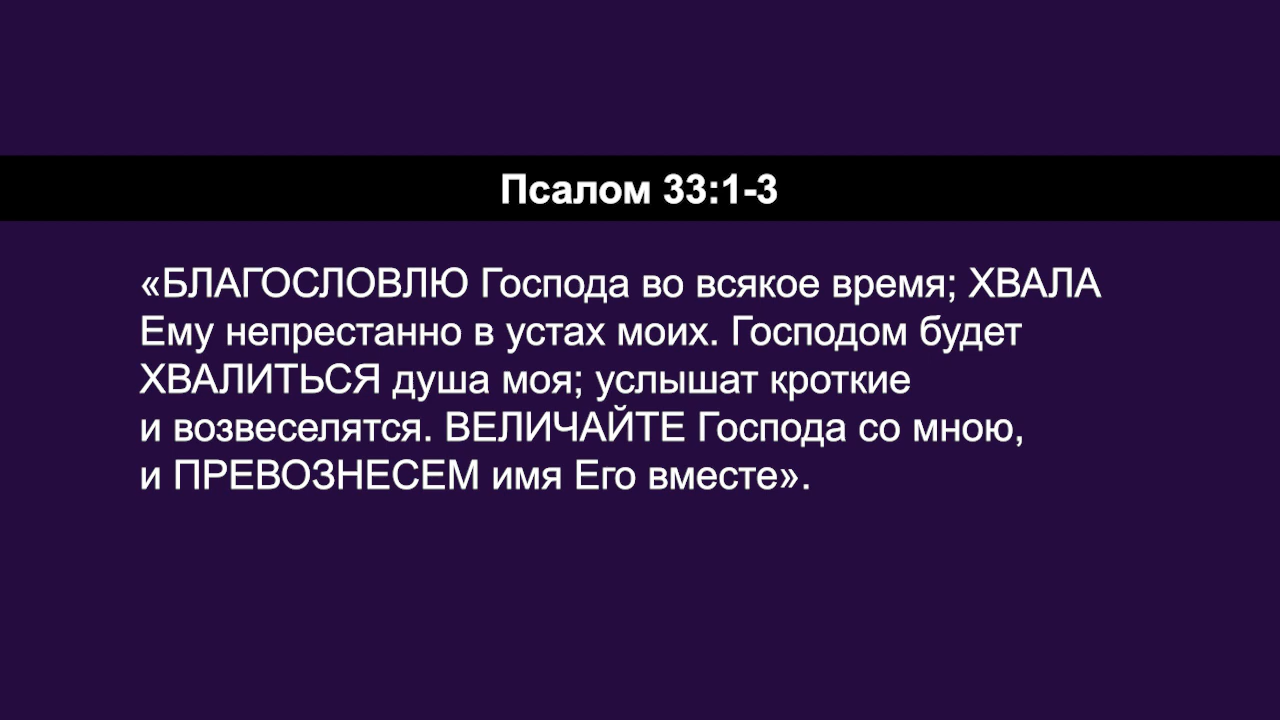 Псалом 33:1-3
«БЛАГОСЛОВЛЮ Господа во всякое время; ХВАЛА
Ему непрестанно в устах моих. Господом будет
ХВАЛИТЬСЯ душа моя; услышат кроткие
и возвеселятся. ВЕЛИЧАЙТЕ Господа со мною,
и ПРЕВОЗНЕСЕМ имя Его вместе».